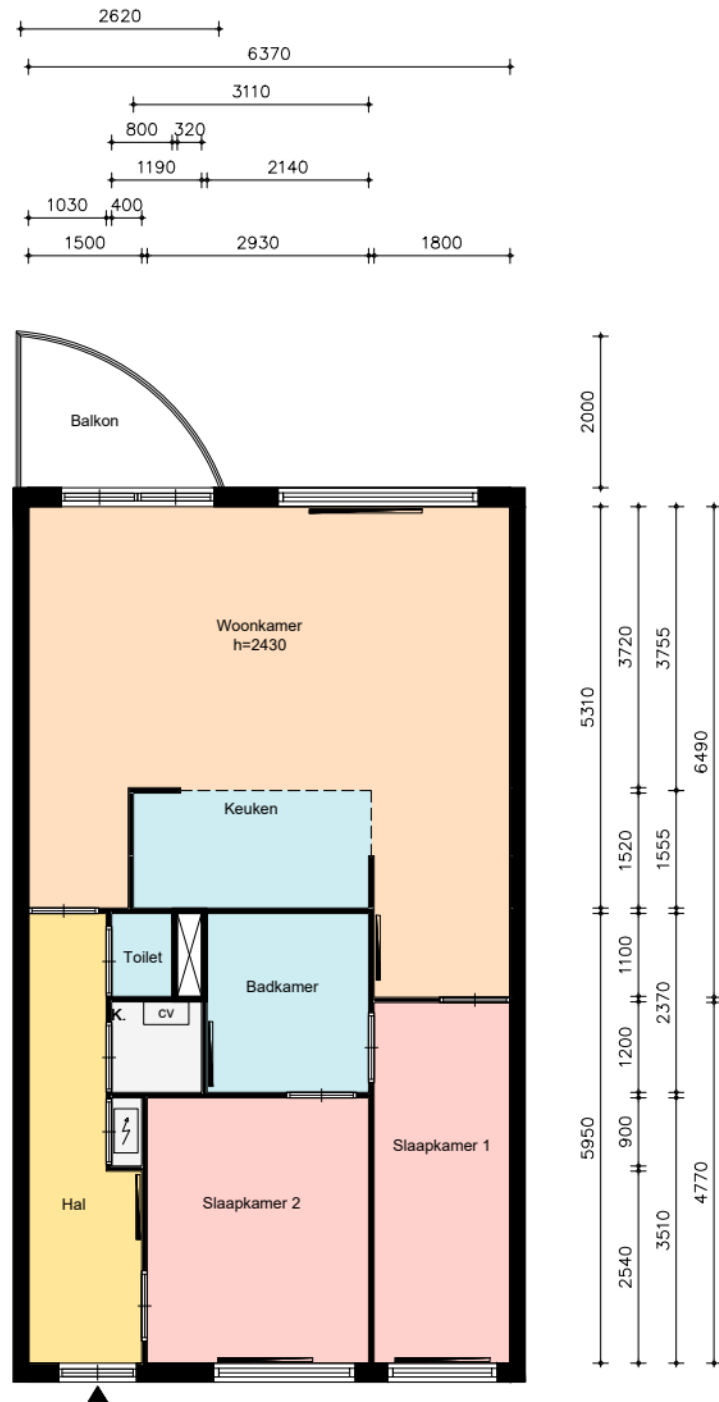 2620
6370
3110
800 320
1190 2140
1030 400
1500 2930 1800
Balkon
2000
Woonkamer
h=2430
5310
3720
3755
6490
Keuken
1520
1555
Toilet
Badkamer
K.
CV
1100
2370
1200
Slaapkamer 1
Hal
Slaapkamer 2
5950
900
4770
3510
2540